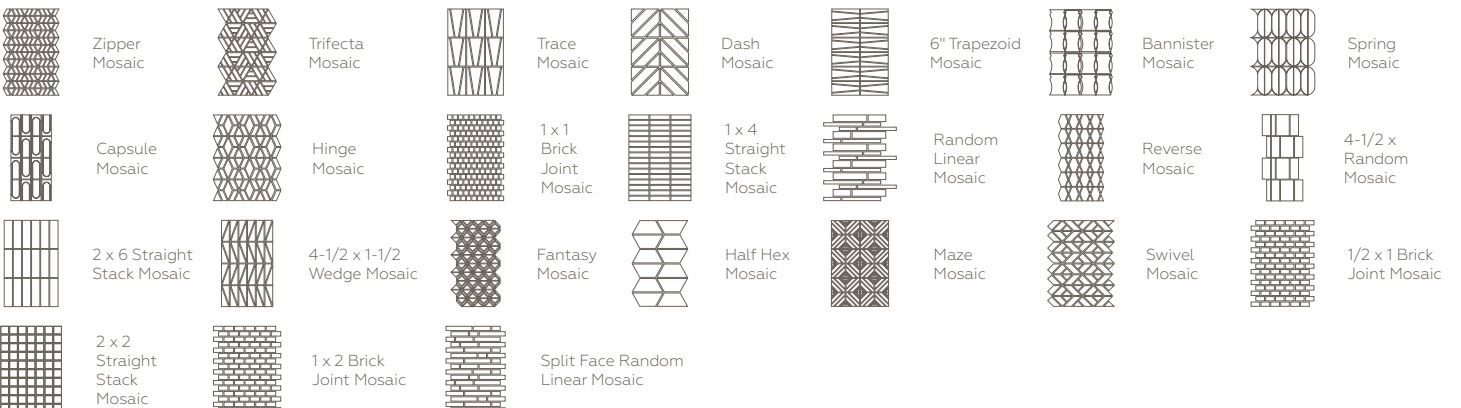 Zipper
Mosaic
Trifecta
Mosaic
Trace
Mosaic
Dash
Mosaic
6" Trapezoid
Mosaic
Bannister
Mosaic
Spring
Mosaic
Capsule
Mosaic
Hinge
Mosaic
1 x 1
Brick
Joint
Mosaic
1 x 4
Straight
Stack
Mosaic
Random
Linear
Mosaic
Reverse
Mosaic
4-1/2 x
Random
Mosaic
2 x 6 Straight
Stack Mosaic
4-1/2 x 1-1/2
Wedge Mosaic
Fantasy
Mosaic
Half Hex
Mosaic
Maze
Mosaic
Swivel
Mosaic
1/2 x 1 Brick
Joint Mosaic
2 x 2
Straight
Stack
Mosaic
1 x 2 Brick
Joint Mosaic
Split Face Random
Linear Mosaic